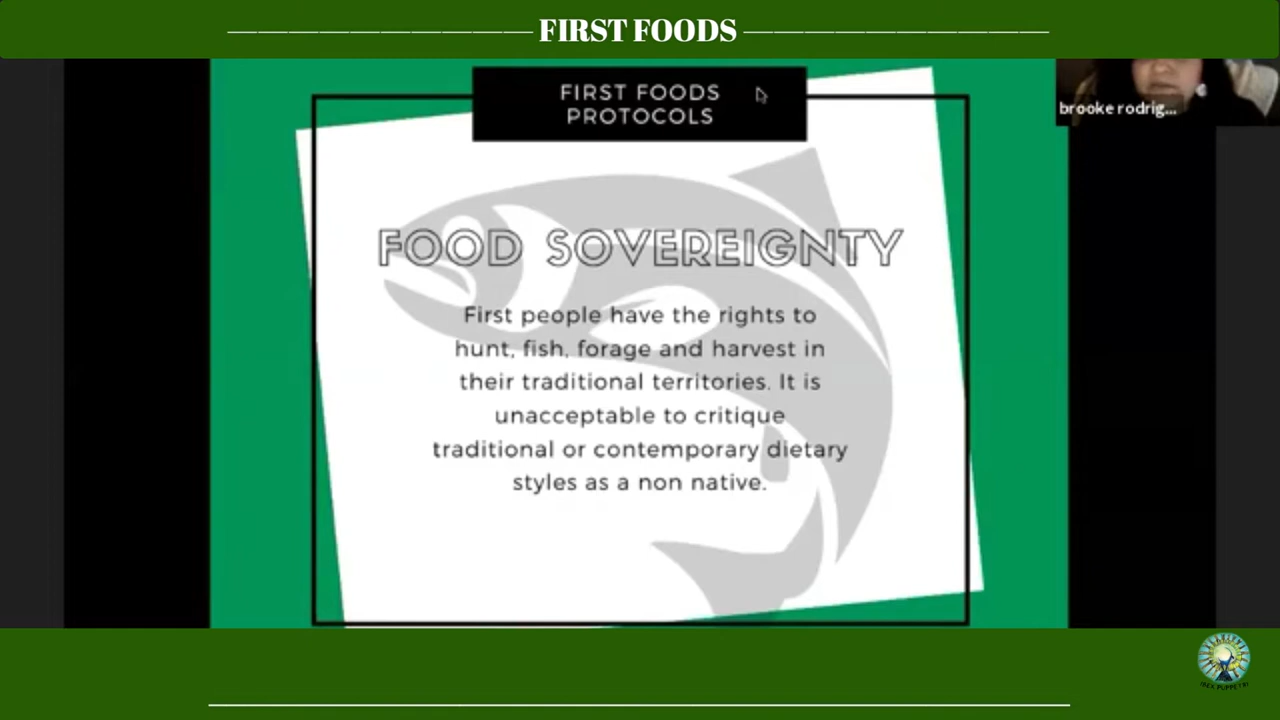 FIRST FOODS
FIRST FOODS
PROTOCOLS
brooke rodrig...
FOOD SOVEREIGNTY
First people have the rights to
hunt, fish, forage and harvest in
their traditional territories. It is
unacceptable to critique
traditional or contemporary dietary
styles as a non native.